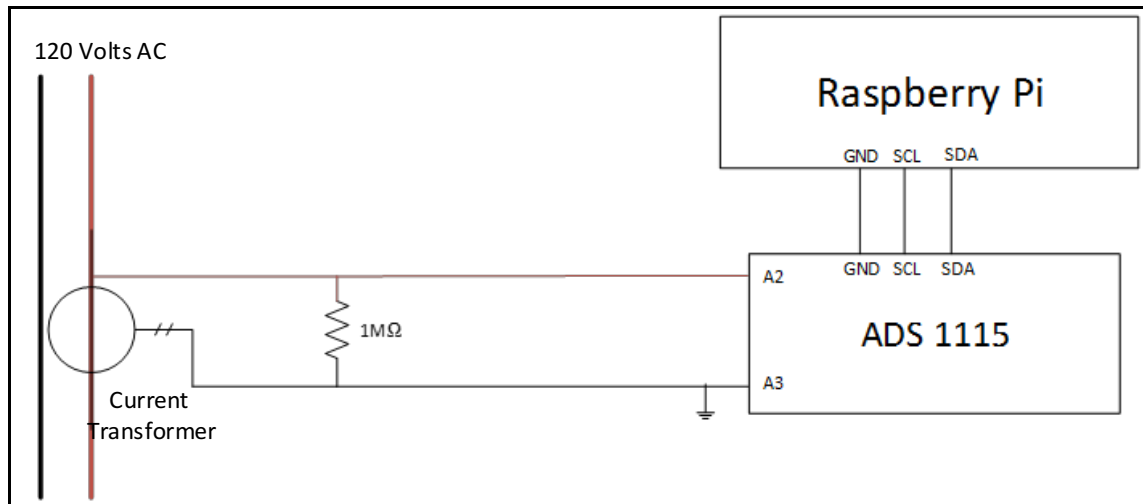 120 Volts AC
Raspberry Pi
GND SCL SDA
GND SCL SDA
A2
ADS 1115
1MΩ
A3
Current
Transformer